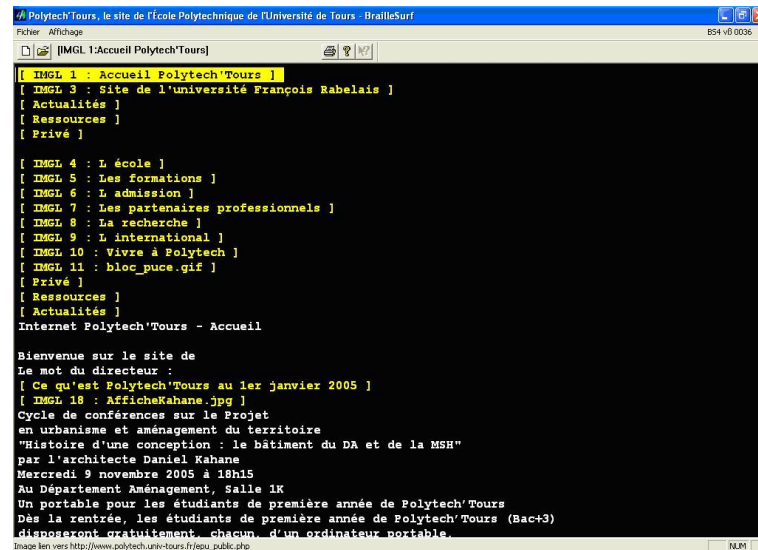 Polytech'Tours, le site de l'École Polytechnique de l'Université de Tours - BrailleSurf
Fichier Affichage BS4 v8 0036
[IMGL 1:Accueil Polytech'Tours]
[ IMGL 1 : Accueil Polytech'Tours ]
[ IMGL 3 : Site de l'université François Rabelais ]
[ Actualités ]
[ Ressources ]
[ Privé ]
[ IMGL 4 : L école ]
[ IMGL 5 : Les formations ]
[ IMGL 6 : L admission ]
[ IMGL 7 : Les partenaires professionnels ]
[ IMGL 8 : La recherche ]
[ IMGL 9 : L international ]
[ IMGL 10 : Vivre à Polytech ]
[ IMGL 11 : bloc_puce.gif ]
[ Privé ]
[ Ressources ]
[ Actualités ]
Internet Polytech'Tours - Accueil
Bienvenue sur le site de
Le mot du directeur :
[ Ce qu'est Polytech'Tours au 1er janvier 2005 ]
[ IMGL 18 : AfficheKahane.jpg ]
Cycle de conférences sur le Projet
en urbanisme et aménagement du territoire
"Histoire d'une conception : le bâtiment du DA et de la MSH"
par l'architecte Daniel Kahane
Mercredi 9 novembre 2005 à 18h15
Au Département Aménagement, Salle 1K
Un portable pour les étudiants de première année de Polytech'Tours
Dès la rentrée, les étudiants de première année de Polytech'Tours (Bac+3)
disposeront gratuitement, chacun, d'un ordinateur portable.
Image lien vers http://www.polytech.univ-tours.fr/epu_public.php NUM